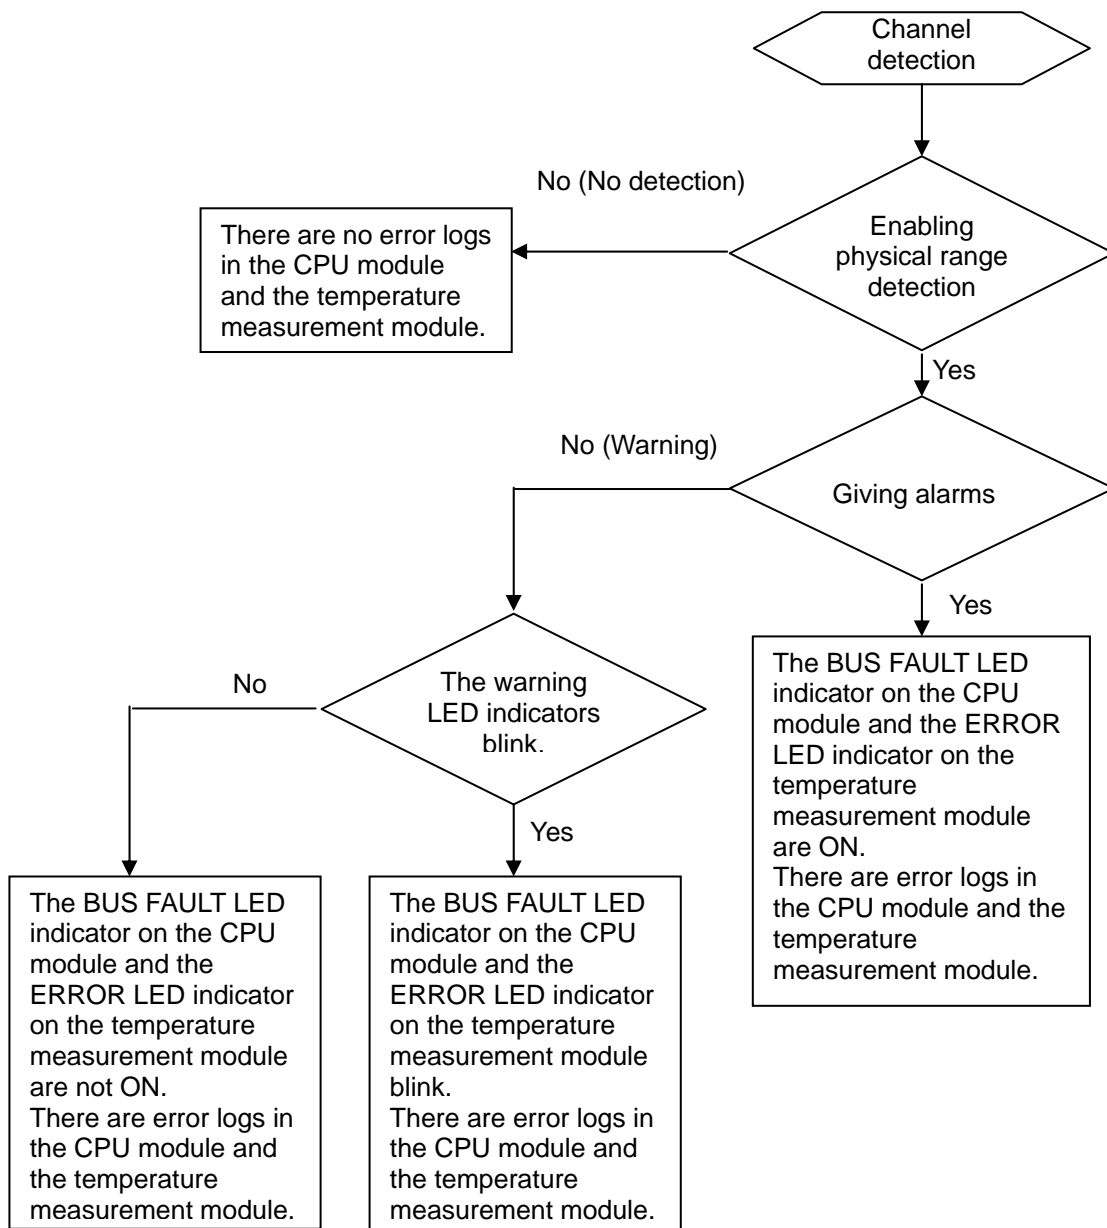 Channel
detection
No (No detection)
Enabling
physical range
detection
There are no error logs
in the CPU module
and the temperature
measurement module.
Yes
No (Warning)
Giving alarms
Yes
The warning
LED indicators
blink.
No
Yes
The BUS FAULT LED
indicator on the CPU
module and the ERROR
LED indicator on the
temperature
measurement module
are ON.
There are error logs in
the CPU module and the
temperature
measurement module.
The BUS FAULT LED
indicator on the CPU
module and the
ERROR LED indicator
on the temperature
measurement module
are not ON.
There are error logs in
the CPU module and
the temperature
measurement module.
The BUS FAULT LED
indicator on the CPU
module and the
ERROR LED indicator
on the temperature
measurement module
blink.
There are error logs in
the CPU module and
the temperature
measurement module.